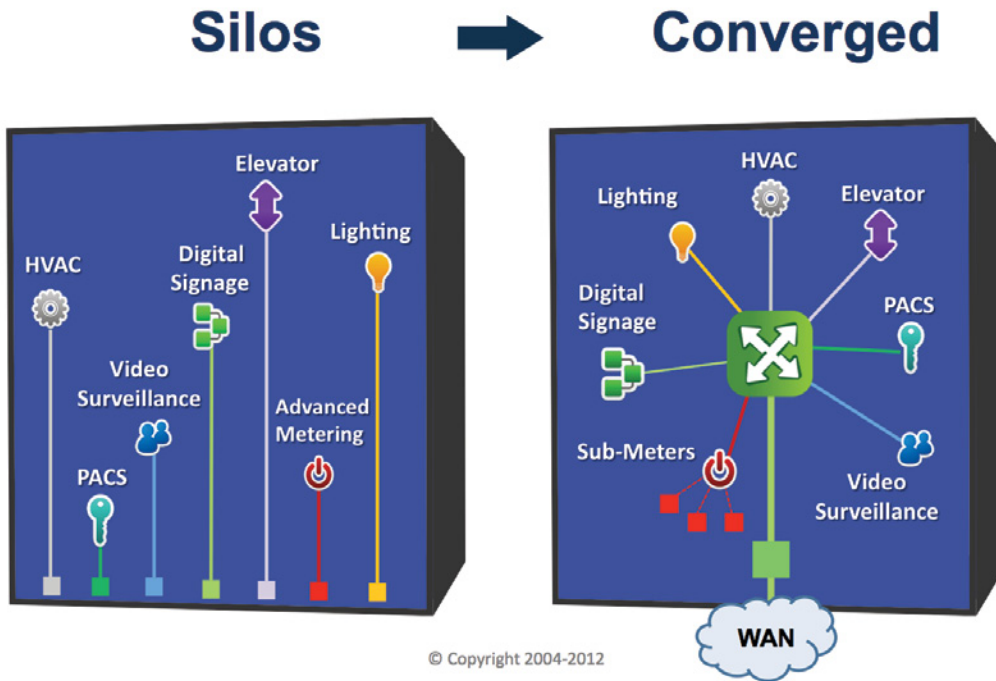 Silos
Converged
Elevator
Lighting
Digital
Signage
HVAC
Video
Surveillance
Advanced
Metering
PACS
HVAC
Lighting
Elevator
Digital
Signage
PACS
Sub-Meters
Video
Surveillance
WAN
© Copyright 2004-2012